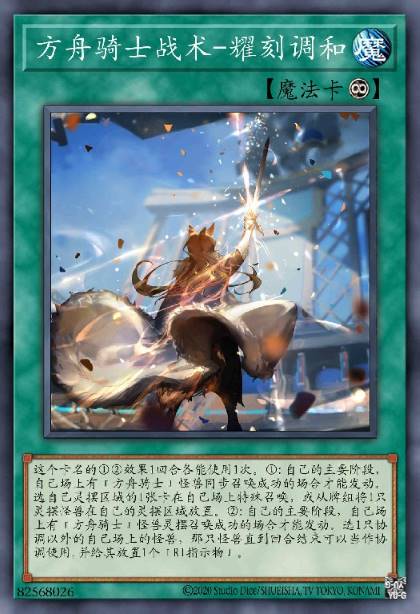 方舟骑士战术-耀刻调和 魔
【魔法卡】
这个卡名的①②效果1回合各能使用1次。①:自己的主要阶段,
自己场上有「方舟骑士」怪兽同步召唤成功的场合才能发动。
选自己灵摆区域的1张卡在自己场上特殊召唤,或从牌组将1只
灵摆怪兽在自己的灵摆区域放置。②:自己的主要阶段,自己场
上有「方舟骑士」怪兽灵摆召唤成功的场合才能发动。选1只协
调以外的自己场上的怪兽,那只怪兽直到回合结束可以当作协
调使用,并给其放置1个「RI指示物」。
82568026 ©2020 Studio Dice/SHUEISHA, TV TOKYO, KONAMI